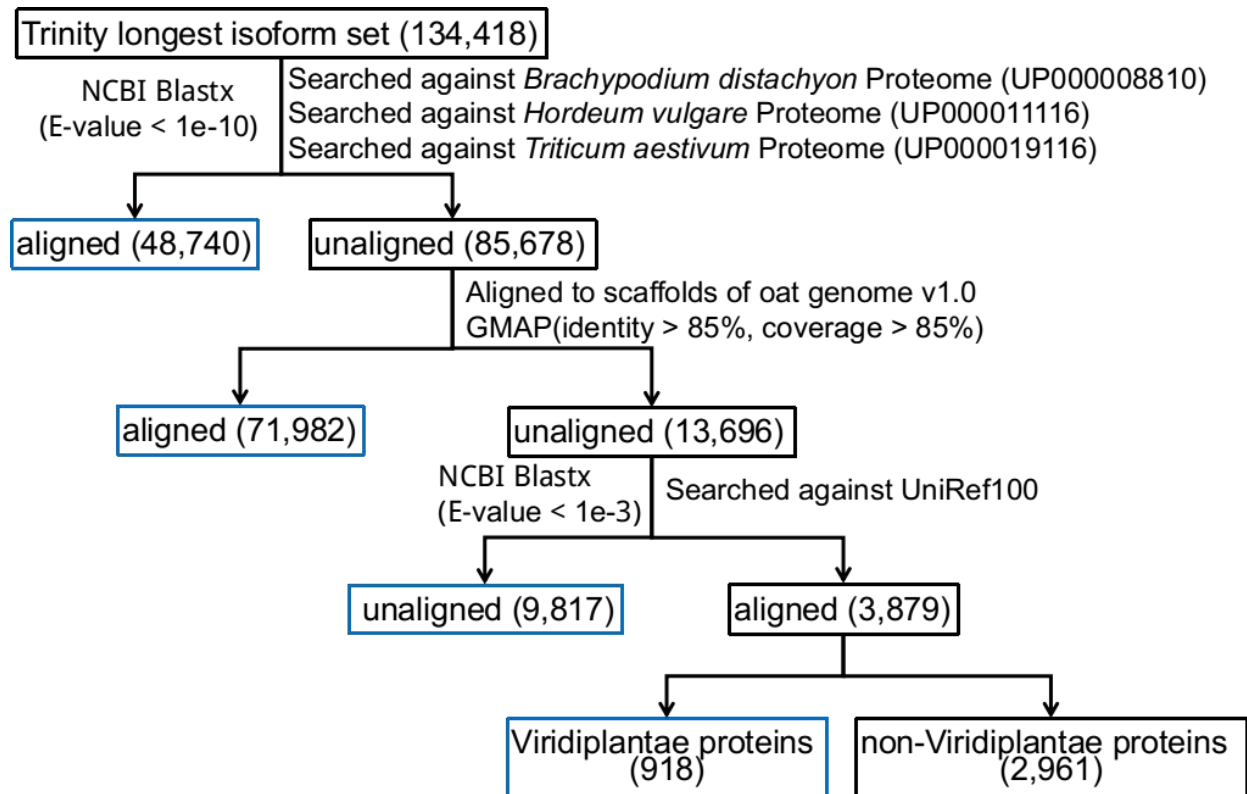 Trinity longest isoform set (134,418)
NCBI Blastx
(E-value < 1e-10)
Searched against Brachypodium distachyon Proteome (UP000008810)
Searched against Hordeum vulgare Proteome (UP000011116)
Searched against Triticum aestivum Proteome (UP000019116)
aligned (48,740)
unaligned (85,678)
Aligned to scaffolds of oat genome v1.0
GMAP(identity > 85%, coverage > 85%)
aligned (71,982)
unaligned (13,696)
NCBI Blastx
(E-value < 1e-3)
Searched against UniRef100
unaligned (9,817)
aligned (3,879)
Viridiplantae proteins
(918)
non-Viridiplantae proteins
(2,961)